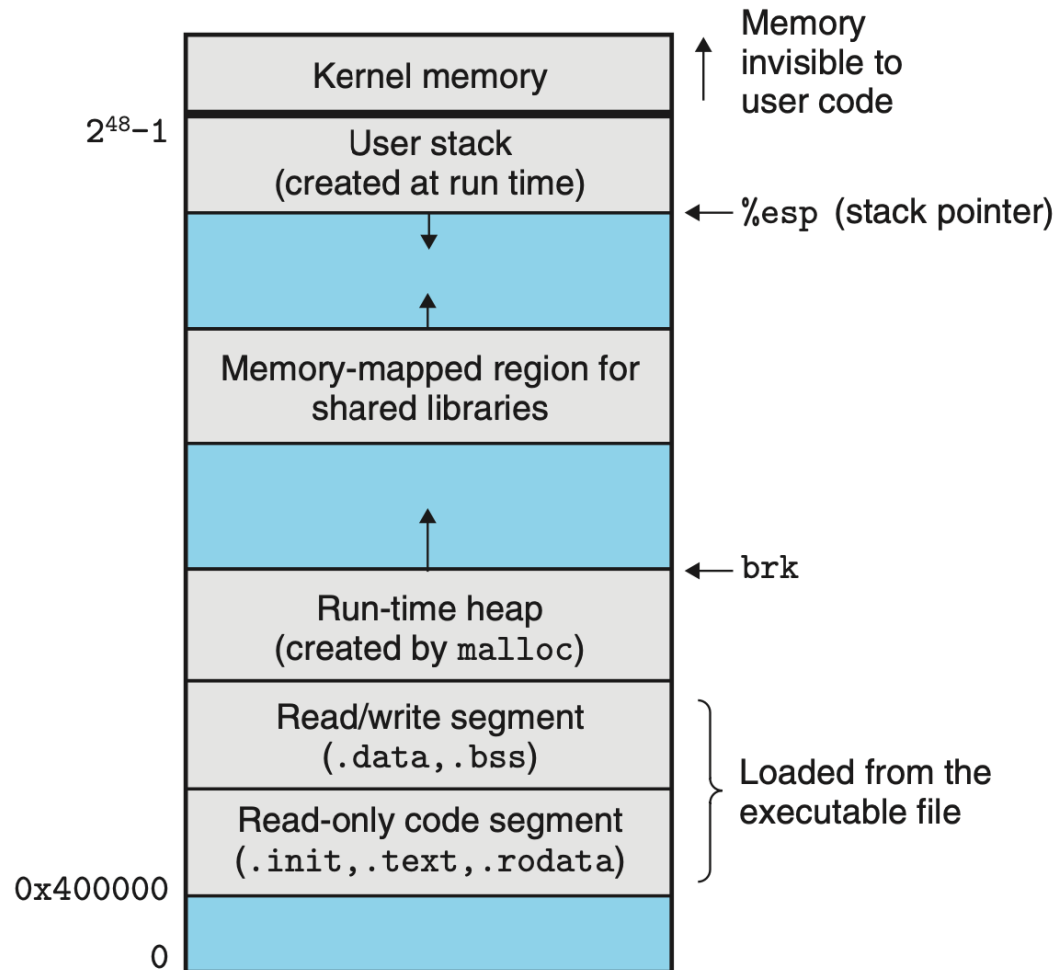 Memory
invisible to
user code
Kernel memory
2⁴⁸−1
User stack
(created at run time)
%esp (stack pointer)
Memory-mapped region for
shared libraries
brk
Run-time heap
(created by malloc)
Read/write segment
(.data,.bss)
Loaded from the
executable file
Read-only code segment
(.init,.text,.rodata)
0x400000
0